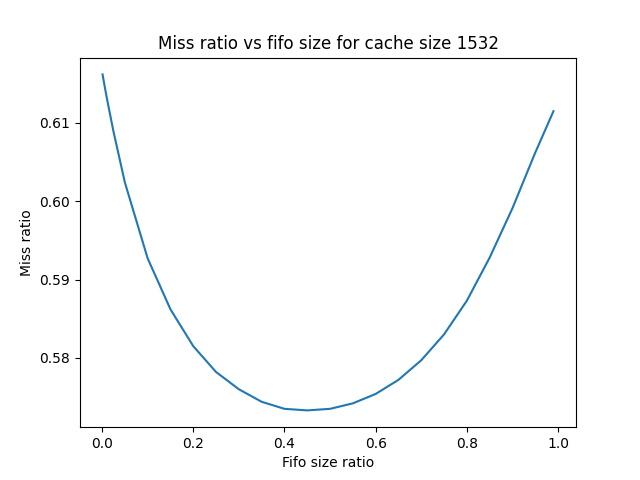 Miss ratio vs fifo size for cache size 1532
Miss ratio
0.61
0.60
0.59
0.58
0.0 0.2 0.4 0.6 0.8 1.0
Fifo size ratio